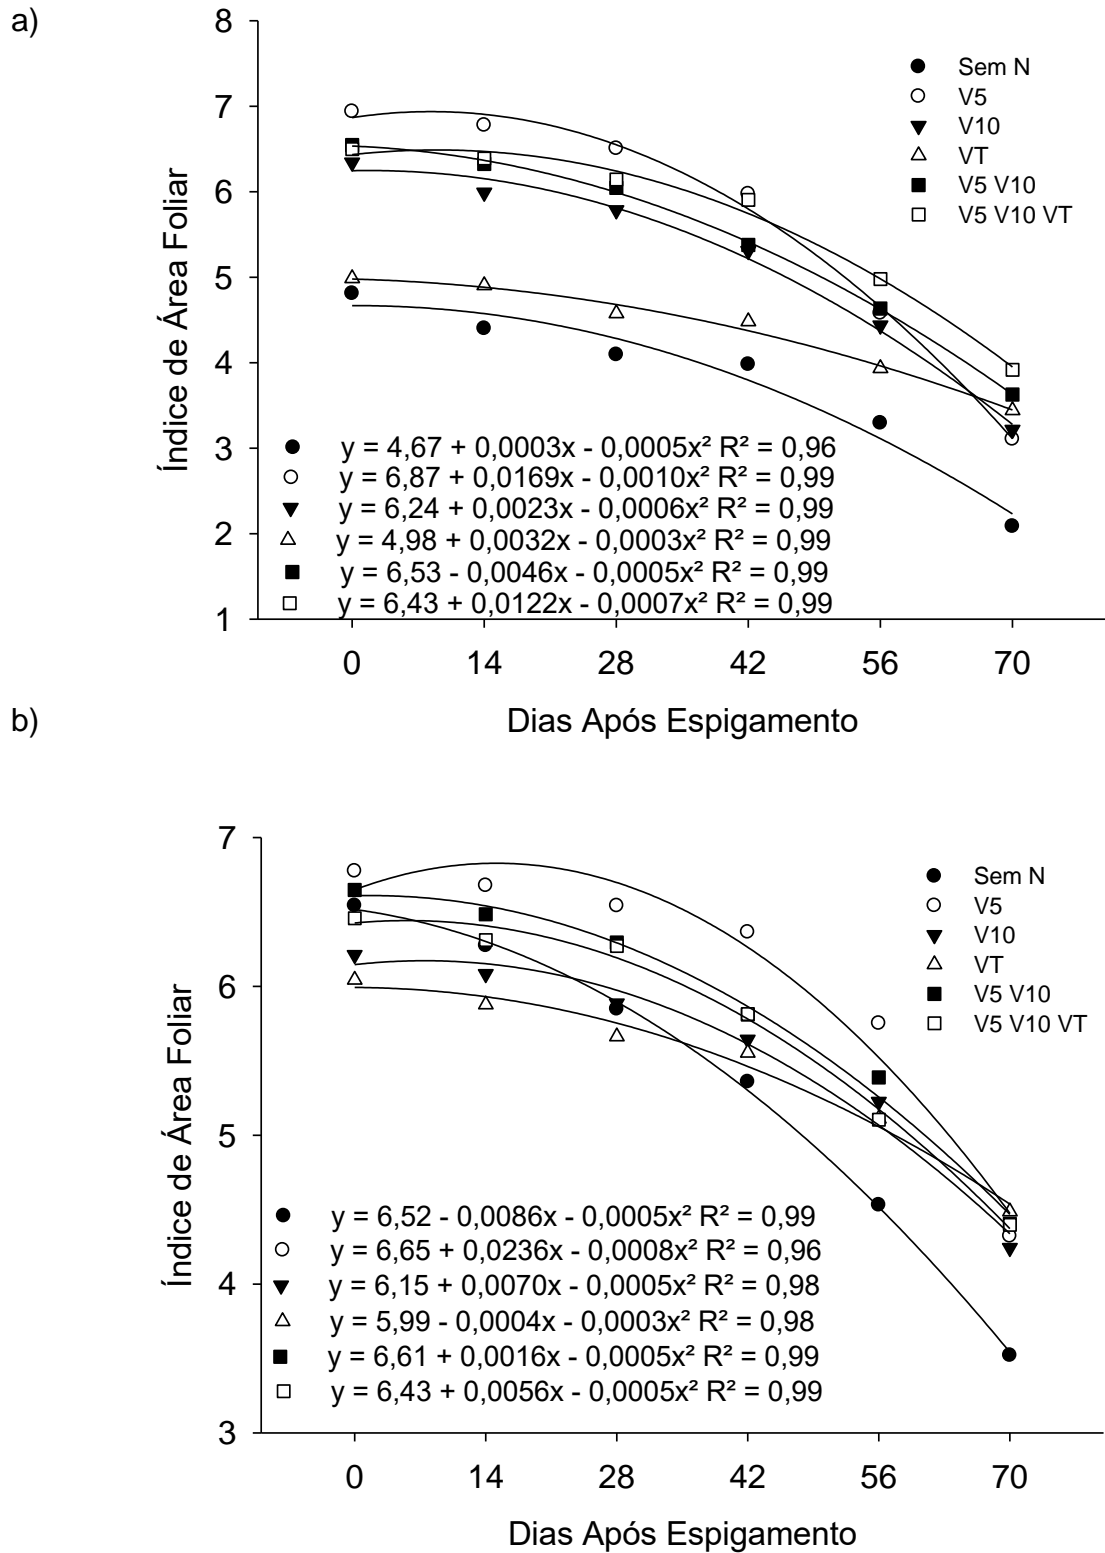 a)
8
7
6
5
4
3
2
1
Índice de Área Foliar
Sem N
V5
V10
VT
V5 V10
V5 V10 VT
y = 4,67 + 0,0003x - 0,0005x² R² = 0,96
y = 6,87 + 0,0169x - 0,0010x² R² = 0,99
y = 6,24 + 0,0023x - 0,0006x² R² = 0,99
y = 4,98 + 0,0032x - 0,0003x² R² = 0,99
y = 6,53 - 0,0046x - 0,0005x² R² = 0,99
y = 6,43 + 0,0122x - 0,0007x² R² = 0,99
0 14 28 42 56 70
Dias Após Espigamento
b)
7
6
5
4
3
Índice de Área Foliar
Sem N
V5
V10
VT
V5 V10
V5 V10 VT
y = 6,52 - 0,0086x - 0,0005x² R² = 0,99
y = 6,65 + 0,0236x - 0,0008x² R² = 0,96
y = 6,15 + 0,0070x - 0,0005x² R² = 0,98
y = 5,99 - 0,0004x - 0,0003x² R² = 0,98
y = 6,61 + 0,0016x - 0,0005x² R² = 0,99
y = 6,43 + 0,0056x - 0,0005x² R² = 0,99
0 14 28 42 56 70
Dias Após Espigamento